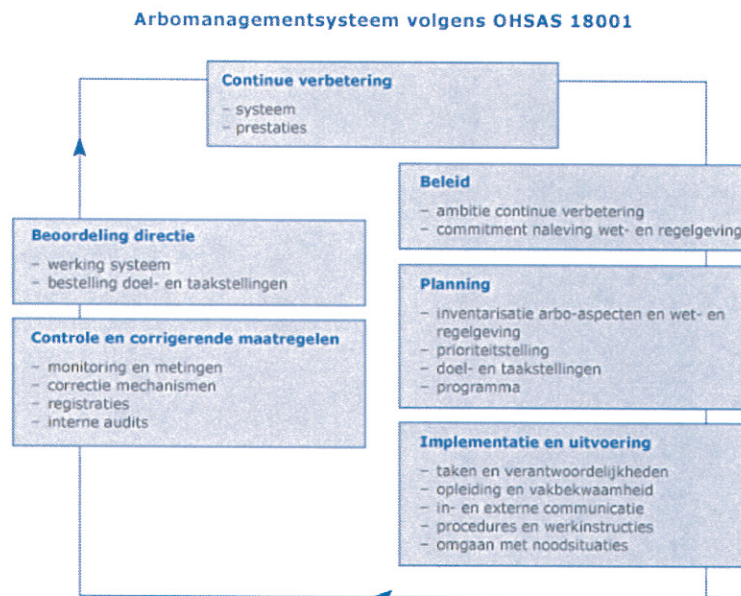 Arbomanagementsysteem volgens OHSAS 18001
Continue verbetering
– systeem
– prestaties
Beleid
– ambitie continue verbetering
– commitment naleving wet- en regelgeving
Planning
– inventarisatie arbo-aspecten en wet- en
regelgeving
– prioriteitstelling
– doel- en taakstellingen
– programma
Implementatie en uitvoering
– taken en verantwoordelijkheden
– opleiding en vakbekwaamheid
– in- en externe communicatie
– procedures en werkinstructies
– omgaan met noodsituaties
Beoordeling directie
– werking systeem
– bestelling doel- en taakstellingen
Controle en corrigerende maatregelen
– monitoring en metingen
– correctie mechanismen
– registraties
– interne audits